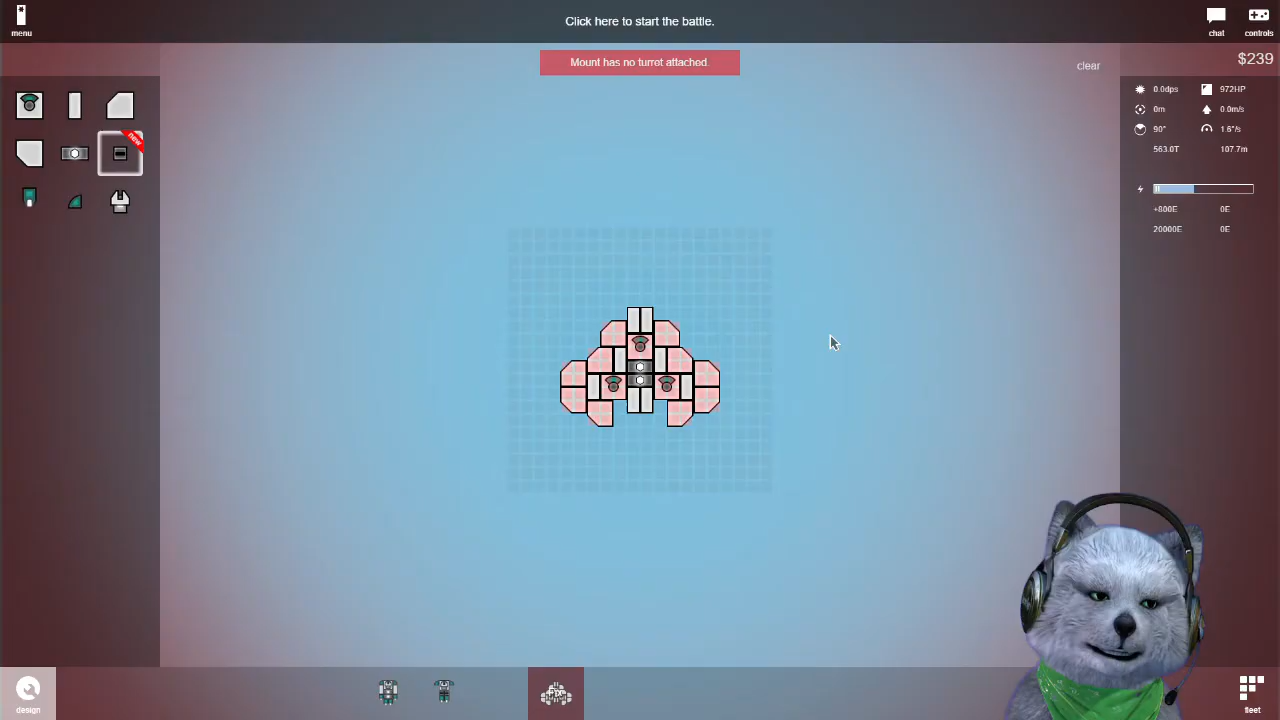 Click here to start the battle.
menu
chat
controls
Mount has no turret attached.
clear
$239
new
0.0dps
972HP
0m
0.0m/s
90°
1.6°/s
563.0T
107.7m
+800E
0E
20000E
0E
design
fleet